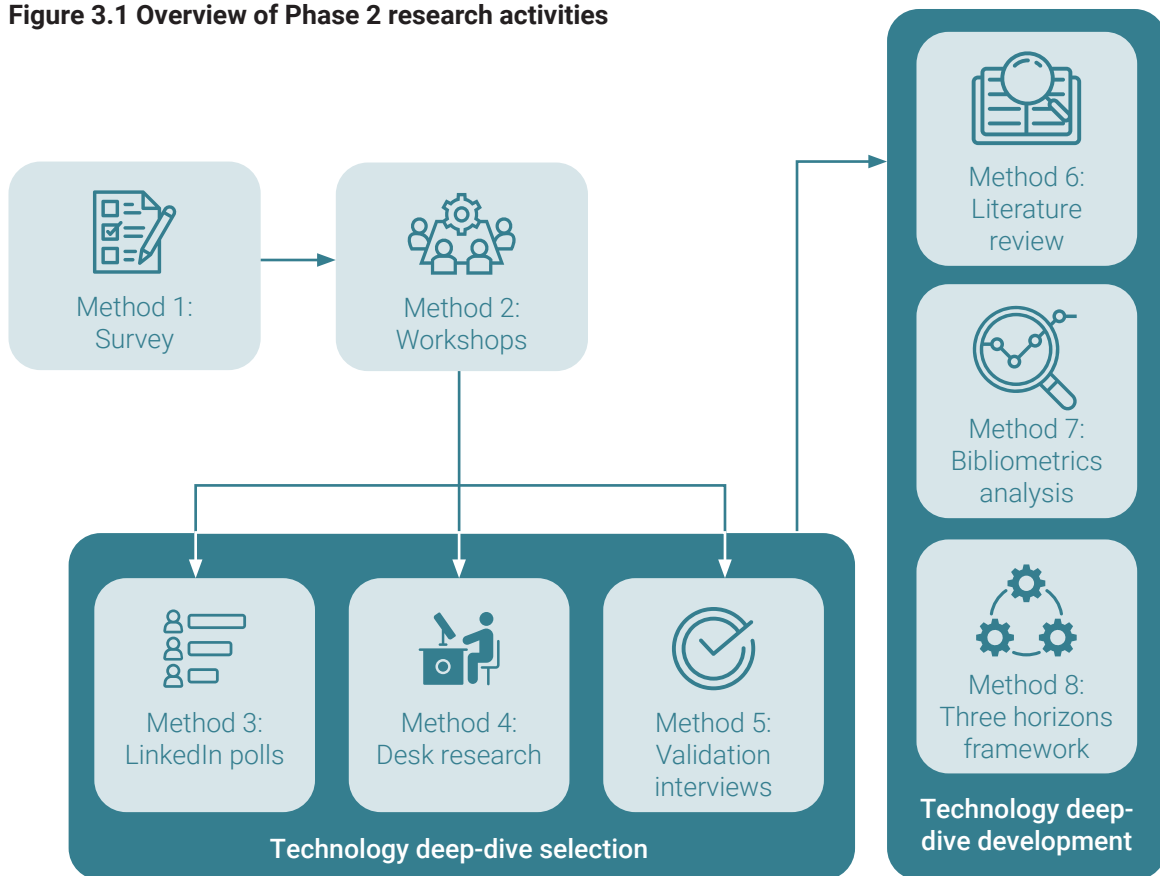 Figure 3.1 Overview of Phase 2 research activities
Method 1:
Survey
Method 2:
Workshops
Method 3:
LinkedIn polls
Method 4:
Desk research
Method 5:
Validation
interviews
Technology deep-dive selection
Method 6:
Literature
review
Method 7:
Bibliometrics
analysis
Method 8:
Three horizons
framework
Technology deep-
dive development